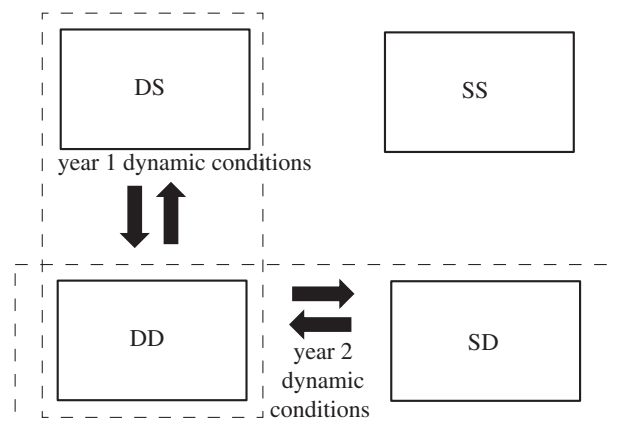 DS
SS
year 1 dynamic conditions
DD
SD
year 2
dynamic
conditions